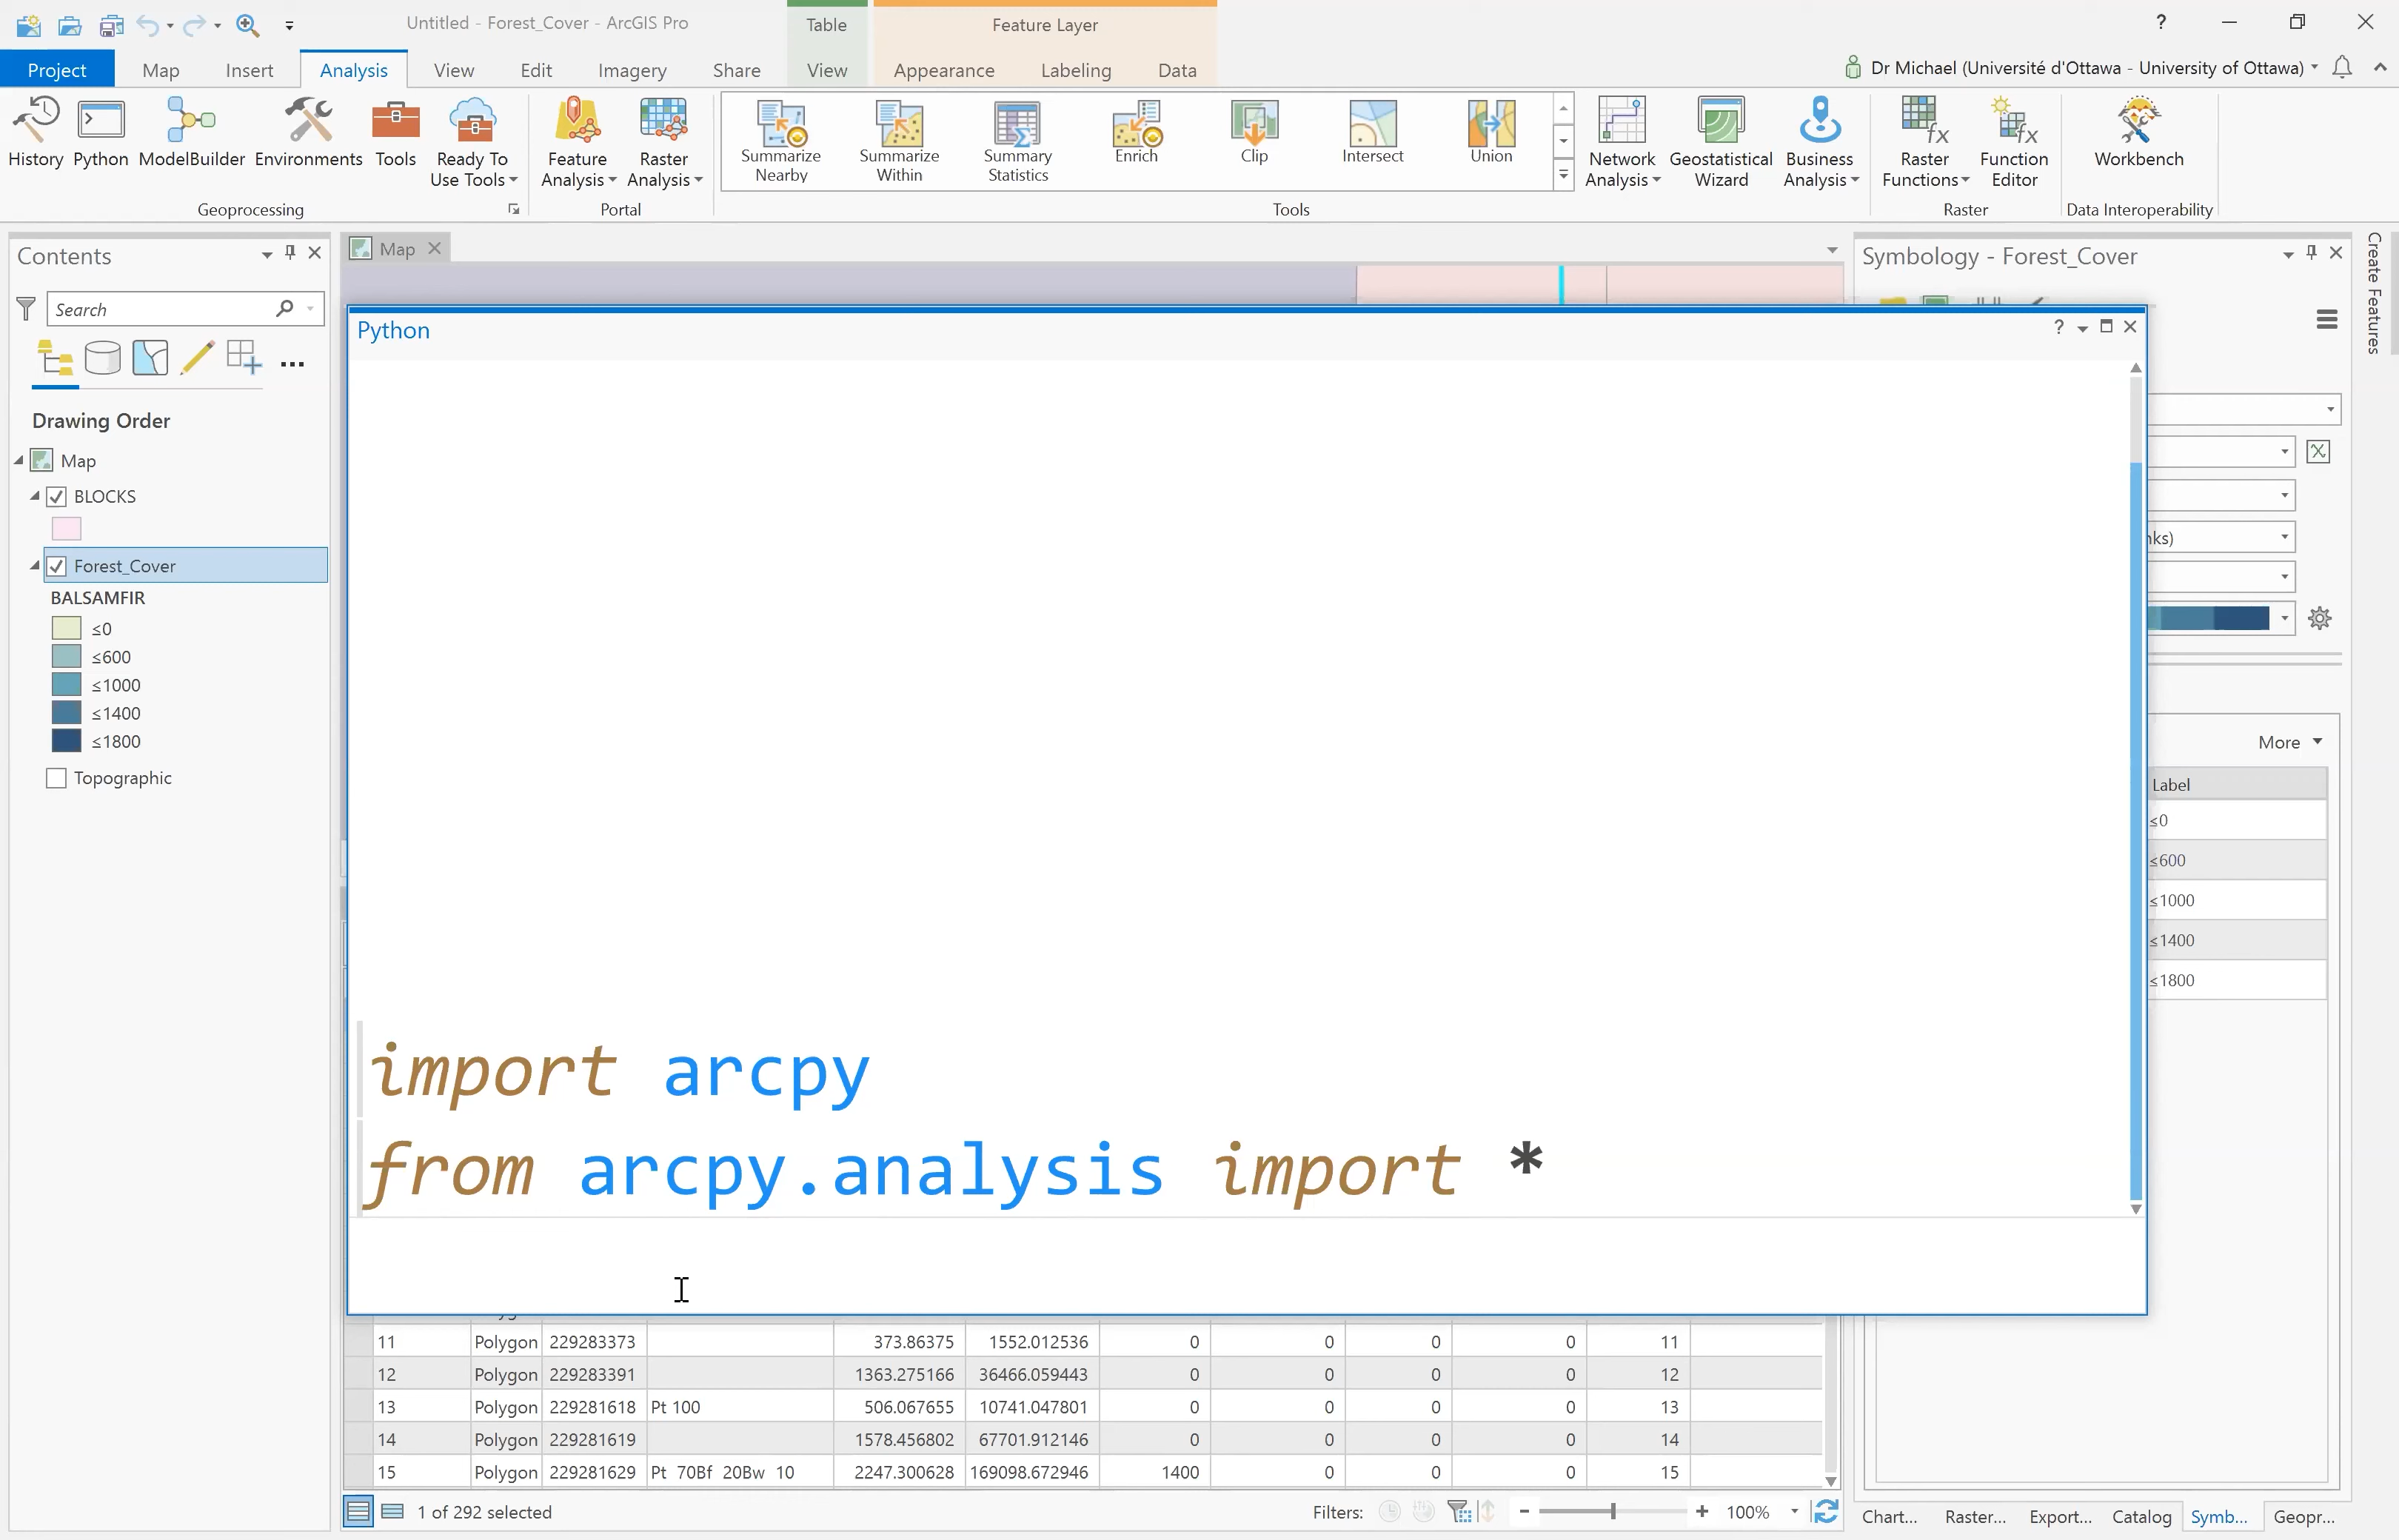 Untitled - Forest_Cover - ArcGIS Pro
Table
Feature Layer
?
Project
Map
Insert
Analysis
View
Edit
Imagery
Share
View
Appearance
Labeling
Data
Dr Michael (Université d'Ottawa - University of Ottawa)
History
Python
ModelBuilder
Environments
Tools
Ready To
Use Tools
Feature
Analysis
Raster
Analysis
Summarize
Nearby
Summarize
Within
Summary
Statistics
Enrich
Clip
Intersect
Union
Network
Analysis
Geostatistical
Wizard
Business
Analysis
Raster
Functions
Function
Editor
Workbench
Geoprocessing
Portal
Tools
Raster
Data Interoperability
Contents
Search
Drawing Order
Map
BLOCKS
Forest_Cover
BALSAMFIR
≤0
≤600
≤1000
≤1400
≤1800
Topographic
Map
Python
?
import arcpy
from arcpy.analysis import *
11 Polygon 229283373 373.86375 1552.012536 0 0 0 0 11
12 Polygon 229283391 1363.275166 36466.059443 0 0 0 0 12
13 Polygon 229281618 Pt 100 506.067655 10741.047801 0 0 0 0 13
14 Polygon 229281619 1578.456802 67701.912146 0 0 0 0 14
15 Polygon 229281629 Pt 70Bf 20Bw 10 2247.300628 169098.672946 1400 0 0 0 15
1 of 292 selected
Filters:
100%
Symbology - Forest_Cover
Create Features
More
Label
≤0
≤600
≤1000
≤1400
≤1800
Chart...
Raster...
Export...
Catalog
Symb...
Geopr...